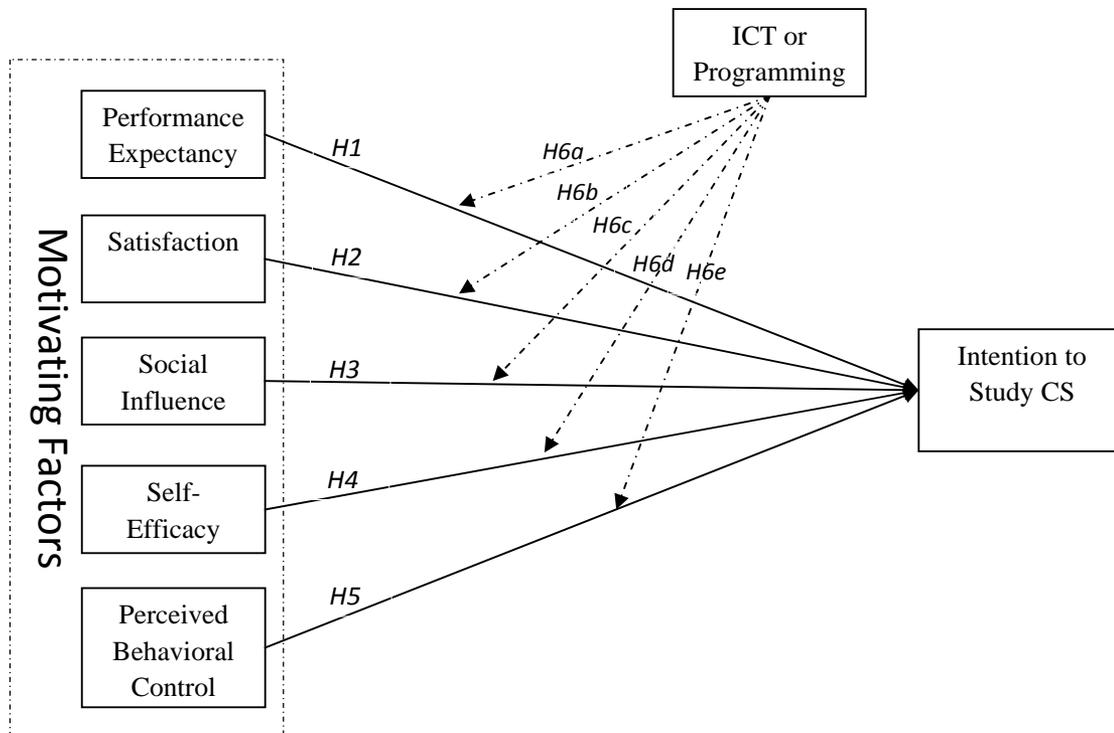 ICT or
Programming
Performance
Expectancy
H1
H6a
H6b
Satisfaction
H6c
H2
H6d
H6e
Motivating Factors
Social
Influence
H3
Intention to
Study CS
Self-
Efficacy
H4
Perceived
Behavioral
Control
H5